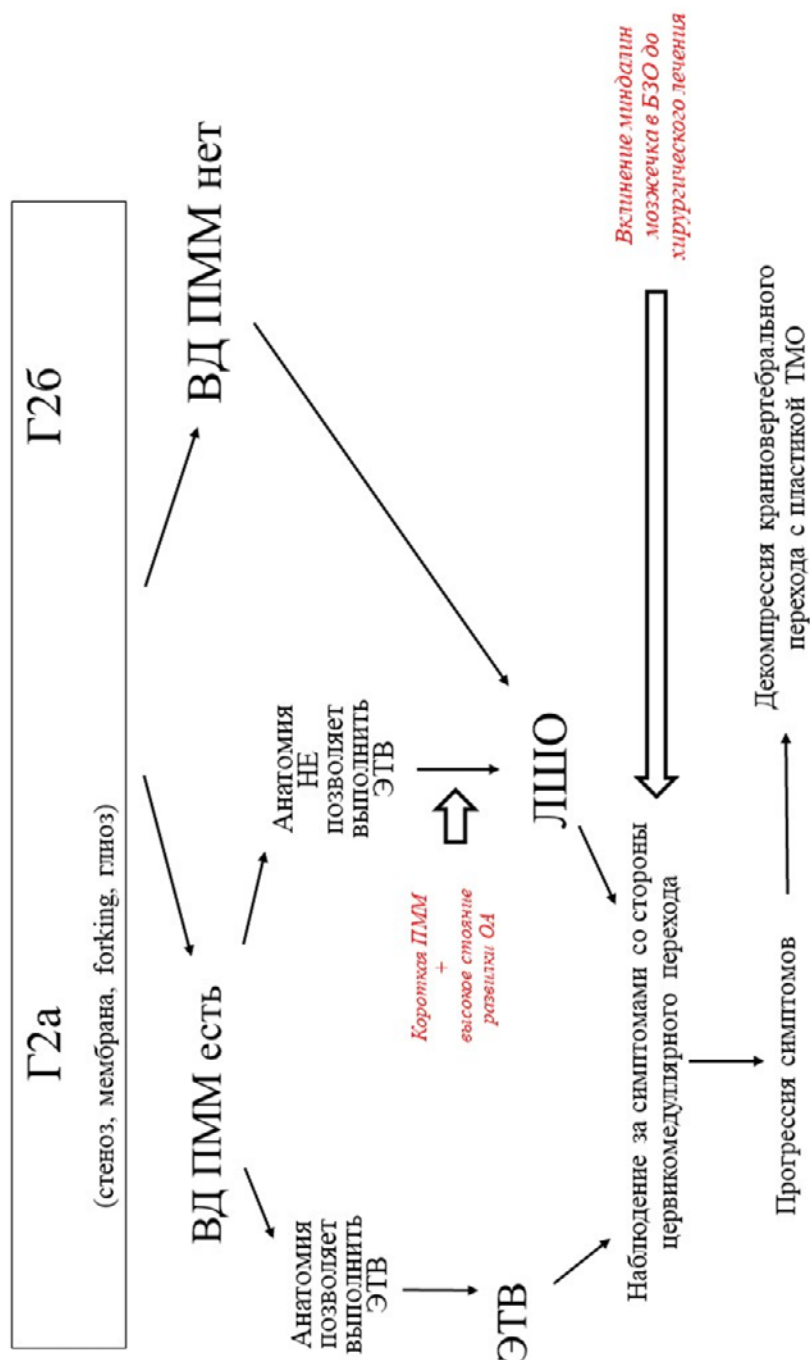 Г2а
Г2б
(стеноз, мембрана, forking, глиоз)
ВД ПММ есть
ВД ПММ нет
Анатомия
позволяет
выполнить
ЭТВ
Анатомия
НЕ
позволяет
выполнить
ЭТВ
Короткая ПММ
+
высокое стояние
развилки ОА
ЭТВ
ЛШО
Наблюдение за симптомами со стороны
цервикомедуллярного перехода
Вклинение миндалин
мозжечка в БЗО до
хирургического лечения
Прогрессия симптомов
Декомпрессия краниовертебрального
перехода с пластикой ТМО